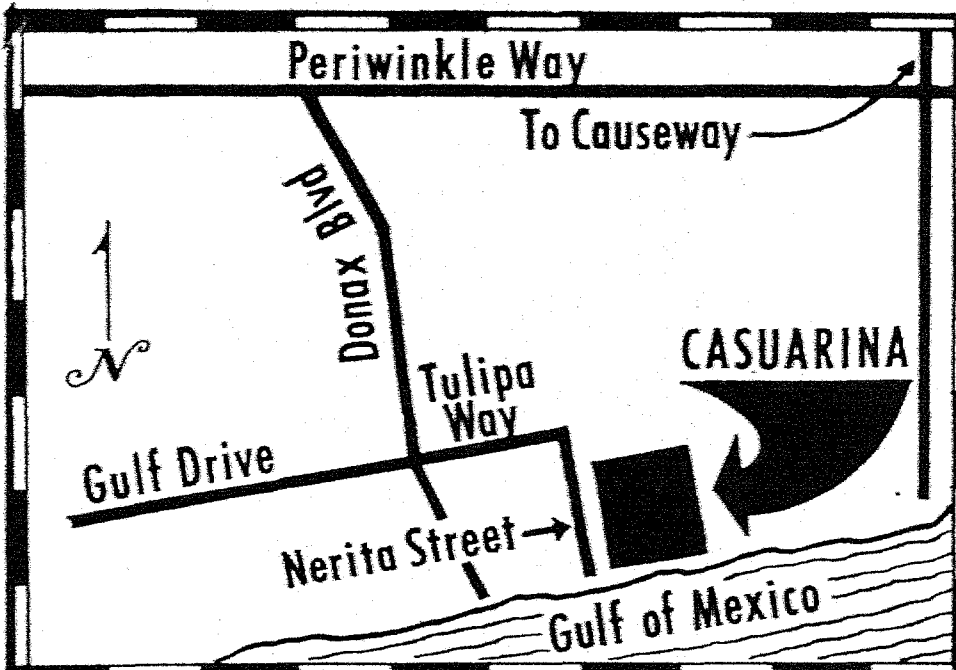 Periwinkle Way
To Causeway
Donax Blvd
N
CASUARINA
Tulipa
Way
Gulf Drive
Nerita Street
Gulf of Mexico